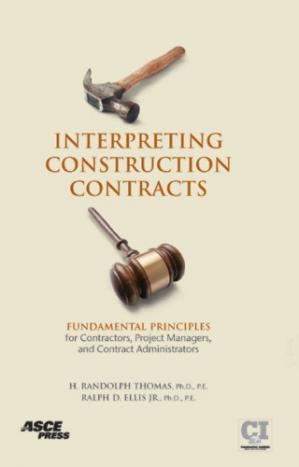 INTERPRETING
CONSTRUCTION
CONTRACTS
FUNDAMENTAL PRINCIPLES
for Contractors, Project Managers,
and Contract Administrators
H. RANDOLPH THOMAS, Ph.D., P.E.
RALPH D. ELLIS JR., Ph.D., P.E.
ASCE
PRESS
CI